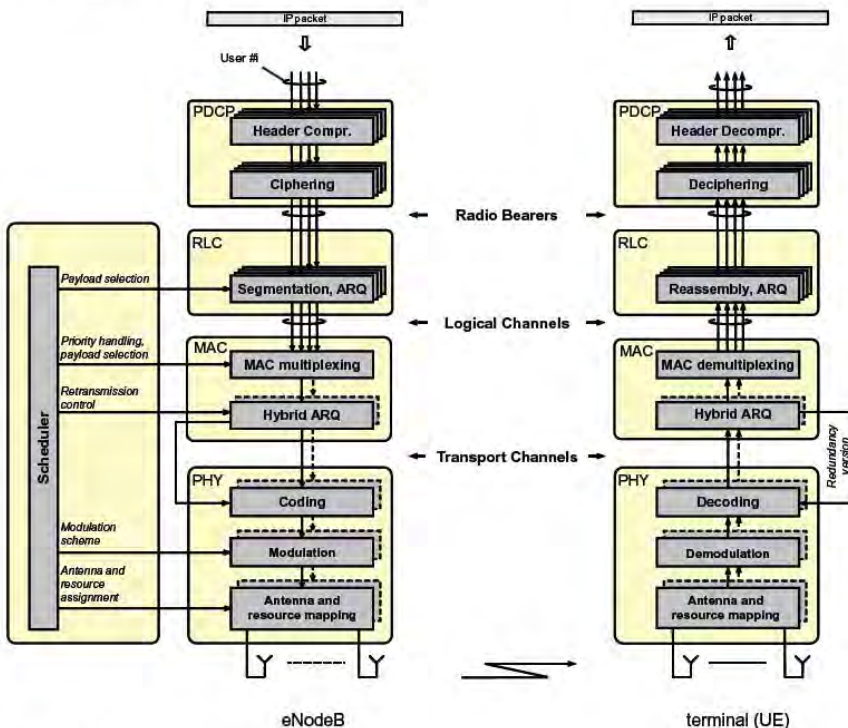 IP packet
IP packet
User #i
PDCP
Header Compr.
Ciphering
PDCP
Header Decompr.
Deciphering
Radio Bearers
RLC
Segmentation, ARQ
RLC
Reassembly, ARQ
Logical Channels
Scheduler
Payload selection
Priority handling,
payload selection
Retransmission
control
Modulation
scheme
Antenna and
resource
assignment
MAC
MAC multiplexing
Hybrid ARQ
MAC
MAC demultiplexing
Hybrid ARQ
Redundancy
version
Transport Channels
PHY
Coding
Modulation
Antenna and
resource mapping
PHY
Decoding
Demodulation
Antenna and
resource mapping
eNodeB
terminal (UE)